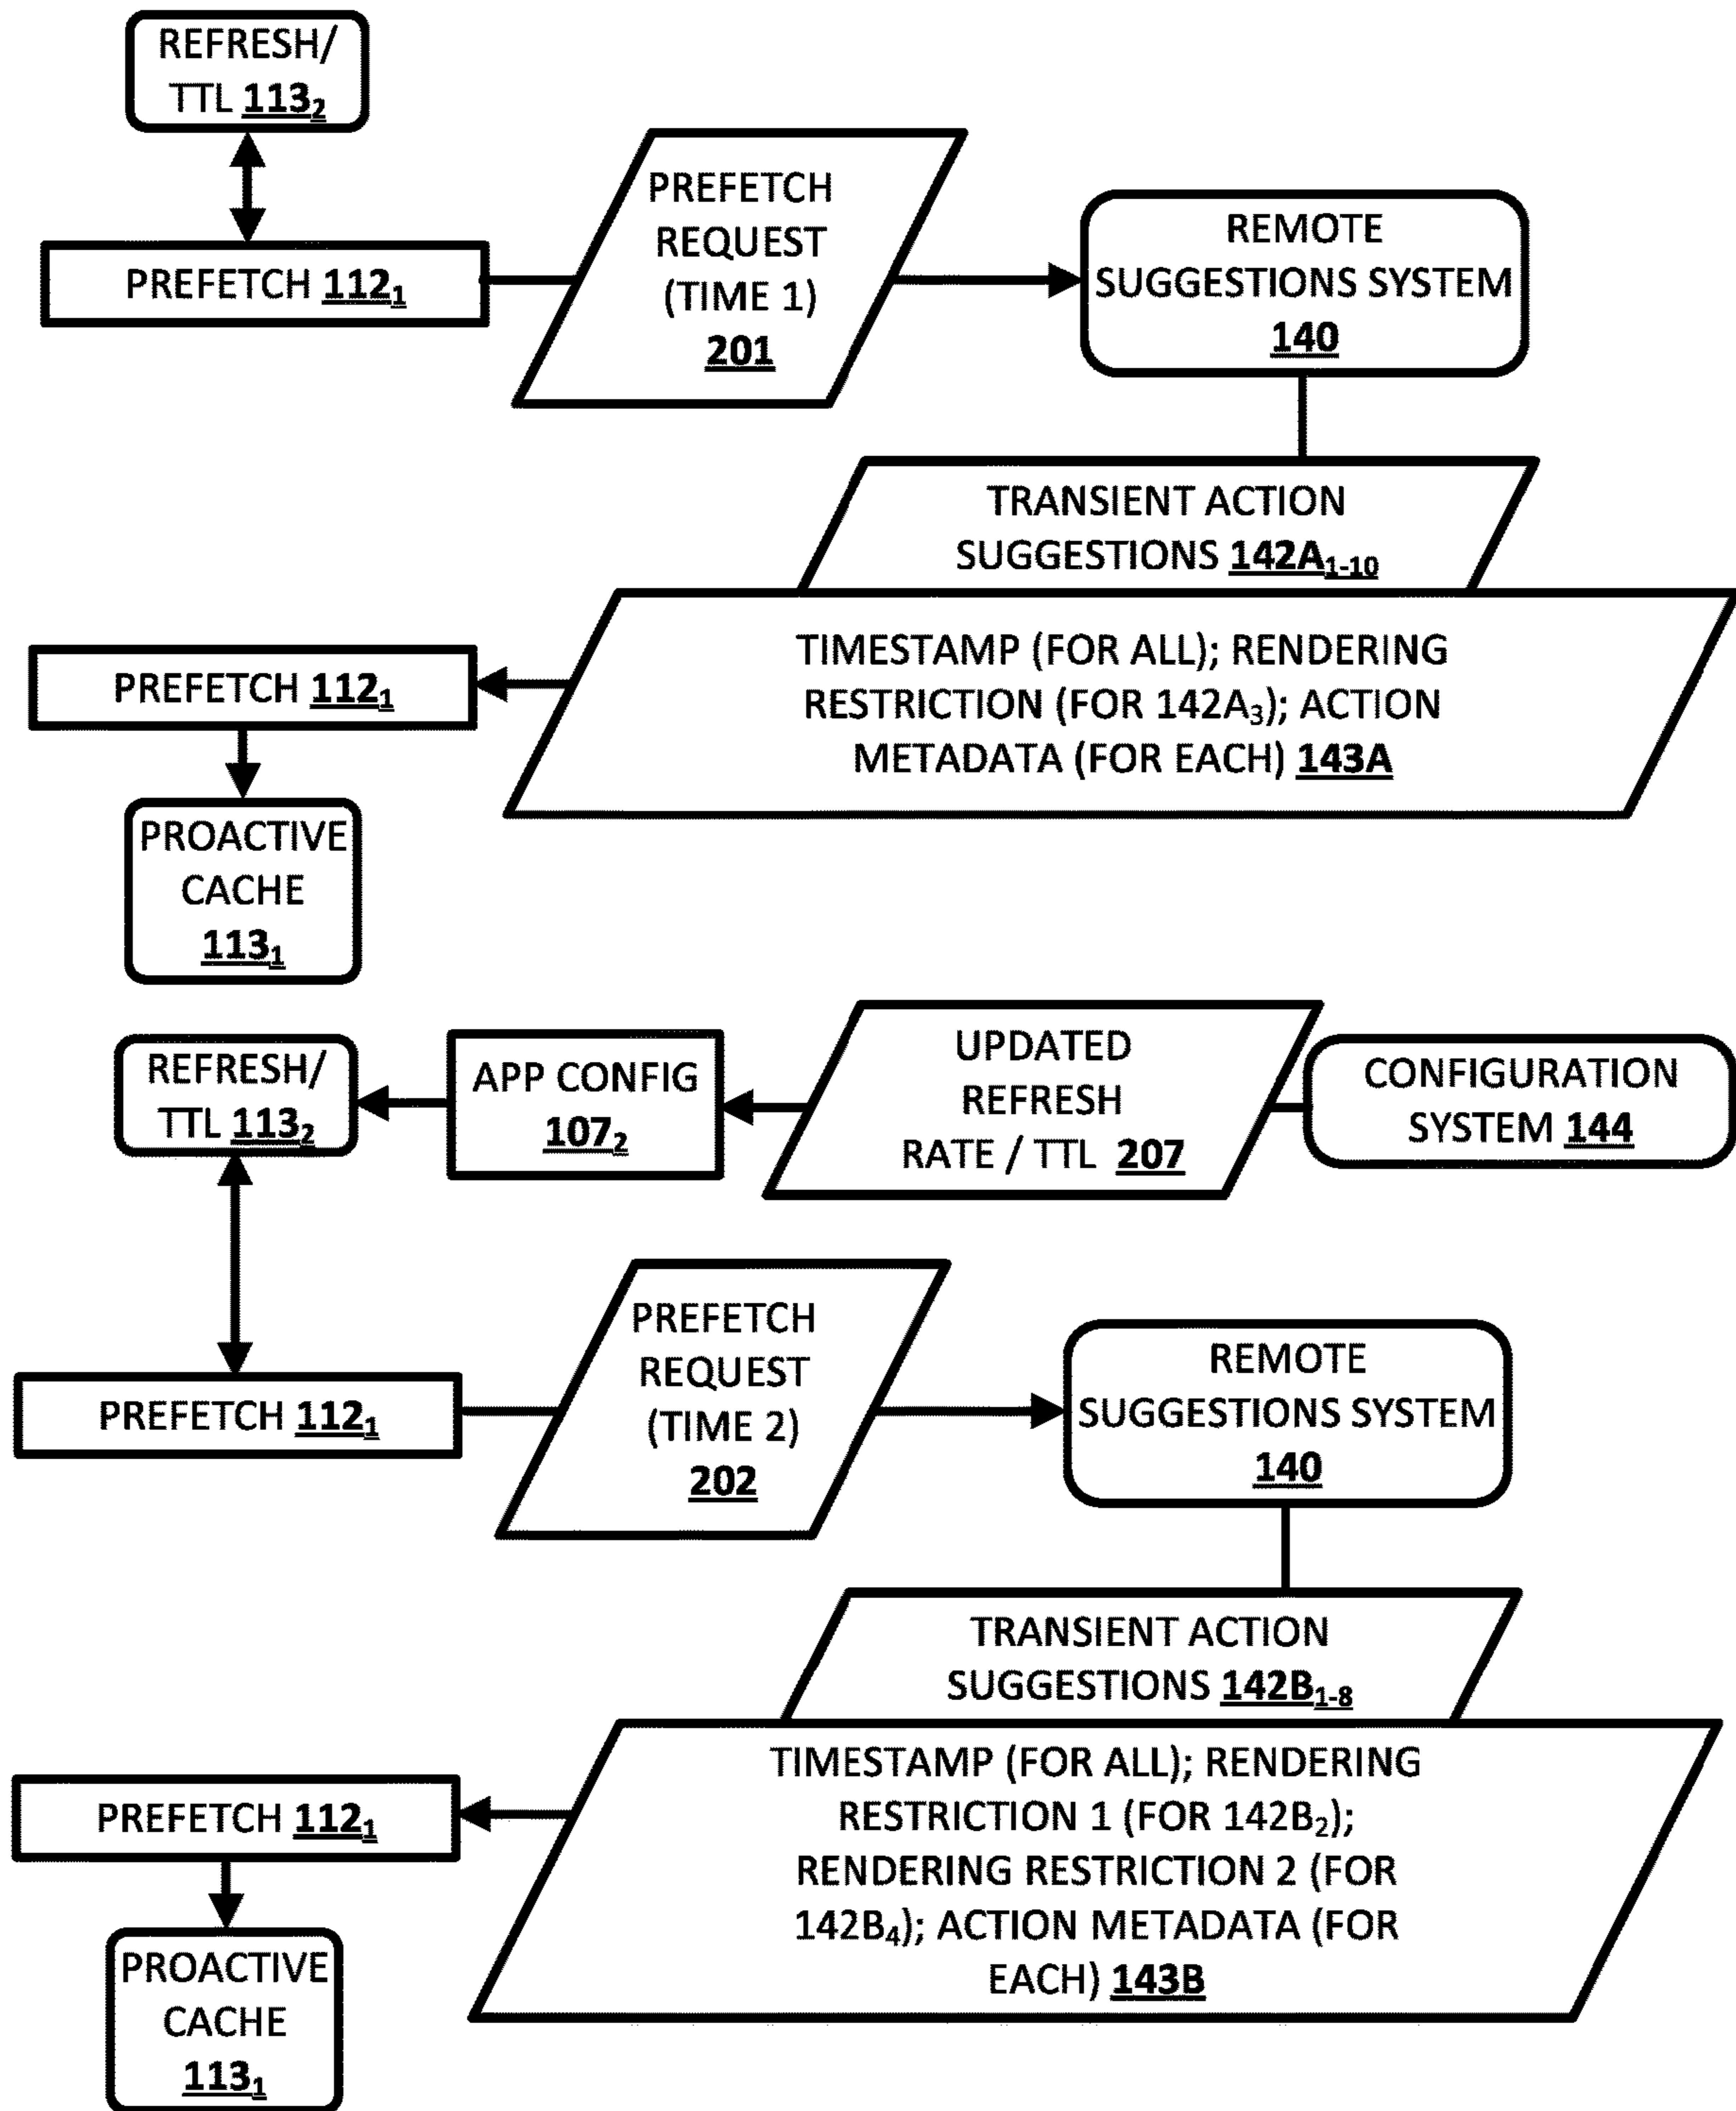 REFRESH/
TTL 113₂
PREFETCH 112₁
PREFETCH
REQUEST
(TIME 1)
201
REMOTE
SUGGESTIONS SYSTEM
140
TRANSIENT ACTION
SUGGESTIONS 142A₁₋₁₀
TIMESTAMP (FOR ALL); RENDERING
RESTRICTION (FOR 142A₃); ACTION
METADATA (FOR EACH) 143A
PREFETCH 112₁
PROACTIVE
CACHE
113₁
REFRESH/
TTL 113₂
APP CONFIG
107₂
UPDATED
REFRESH
RATE / TTL 207
CONFIGURATION
SYSTEM 144
PREFETCH 112₁
PREFETCH
REQUEST
(TIME 2)
202
REMOTE
SUGGESTIONS SYSTEM
140
TRANSIENT ACTION
SUGGESTIONS 142B₁₋₈
TIMESTAMP (FOR ALL); RENDERING
RESTRICTION 1 (FOR 142B₂);
RENDERING RESTRICTION 2 (FOR
142B₄); ACTION METADATA (FOR
EACH) 143B
PREFETCH 112₁
PROACTIVE
CACHE
113₁